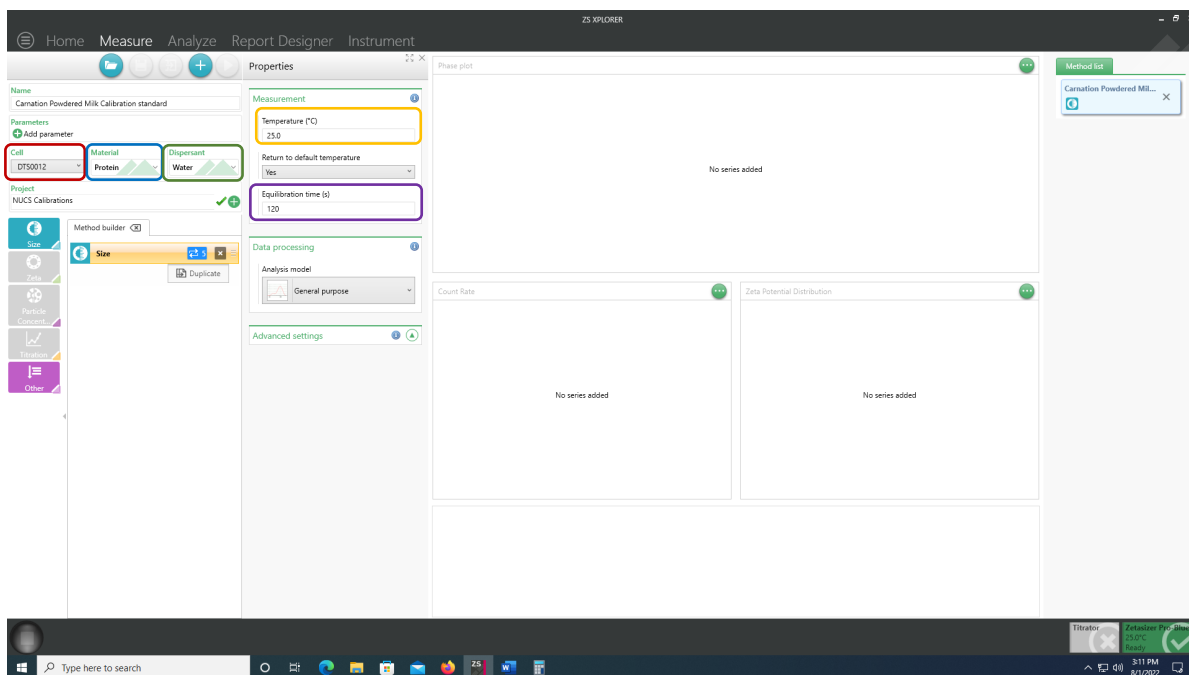 ZS XPLORER
Home Measure Analyze Report Designer Instrument
Properties
Name
Carnation Powdered Milk Calibration standard
Parameters
Add parameter
Cell Material Dispersant
DTS0012 Protein Water
Project
NUCS Calibrations
Size
Zeta
Particle
Concent...
Titration
Other
Method builder
Size 5
Duplicate
Measurement
Temperature (°C)
25.0
Return to default temperature
Yes
Equilibration time (s)
120
Data processing
Analysis model
General purpose
Advanced settings
Phase plot
No series added
Count Rate
No series added
Zeta Potential Distribution
No series added
Method list
Carnation Powdered Mil...
Titrator
Zetasizer Pro-Blue
25.0°C
Ready
Type here to search
ZS
W
3:11 PM
8/1/2022